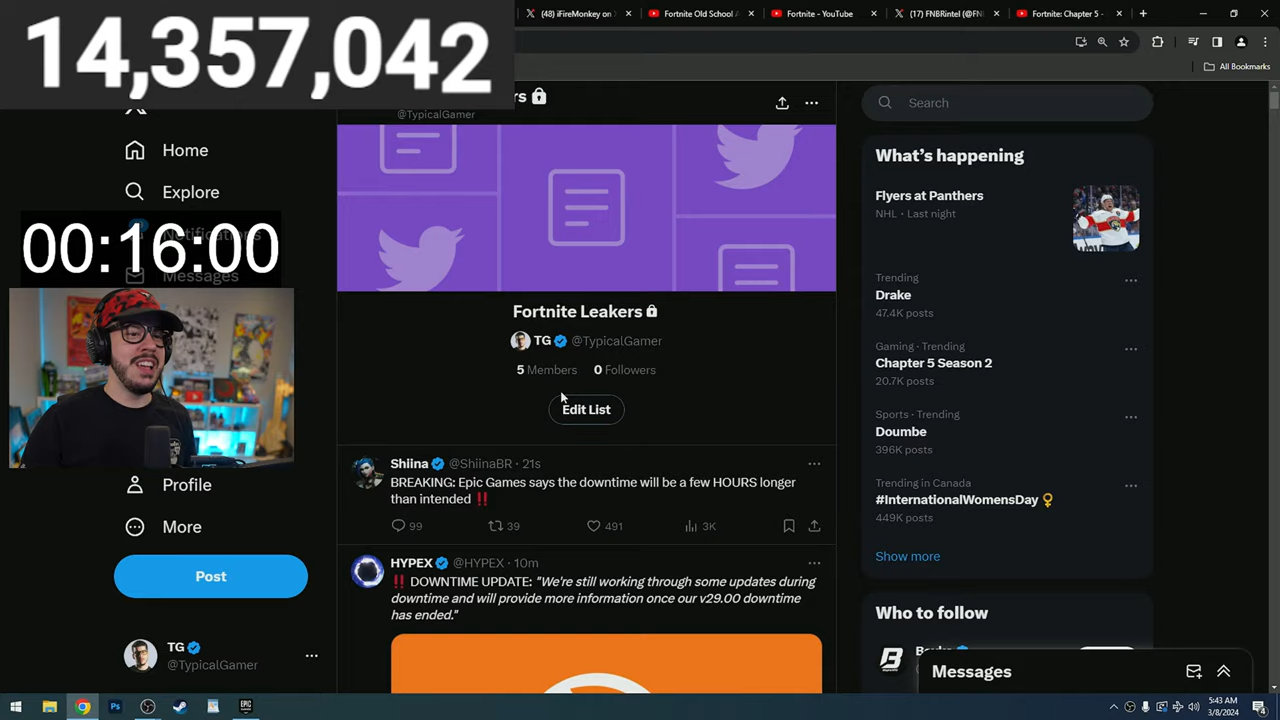 14,357,042
(48) iFireMonkey on
Fortnite Old School A
Fortnite - YouTube
(17) FNBRintel (@FN
Fortnite: Chapter 5 -
All Bookmarks
@TypicalGamer
Home
Explore
00:16:00
Messages
Profile
More
Post
TG
@TypicalGamer
Fortnite Leakers
TG @TypicalGamer
5 Members 0 Followers
Edit List
Shiina @ShiinaBR · 21s
BREAKING: Epic Games says the downtime will be a few HOURS longer
than intended ‼️
99 39 491 3K
HYPEX @HYPEX · 10m
‼️ DOWNTIME UPDATE: "We're still working through some updates during
downtime and will provide more information once our v29.00 downtime
has ended."
Search
What's happening
Flyers at Panthers
NHL · Last night
Trending
Drake
47.4K posts
Gaming · Trending
Chapter 5 Season 2
20.7K posts
Sports · Trending
Doumbe
396K posts
Trending in Canada
#InternationalWomensDay
449K posts
Show more
Who to follow
Messages
EPIC
5:43 AM
3/8/2024